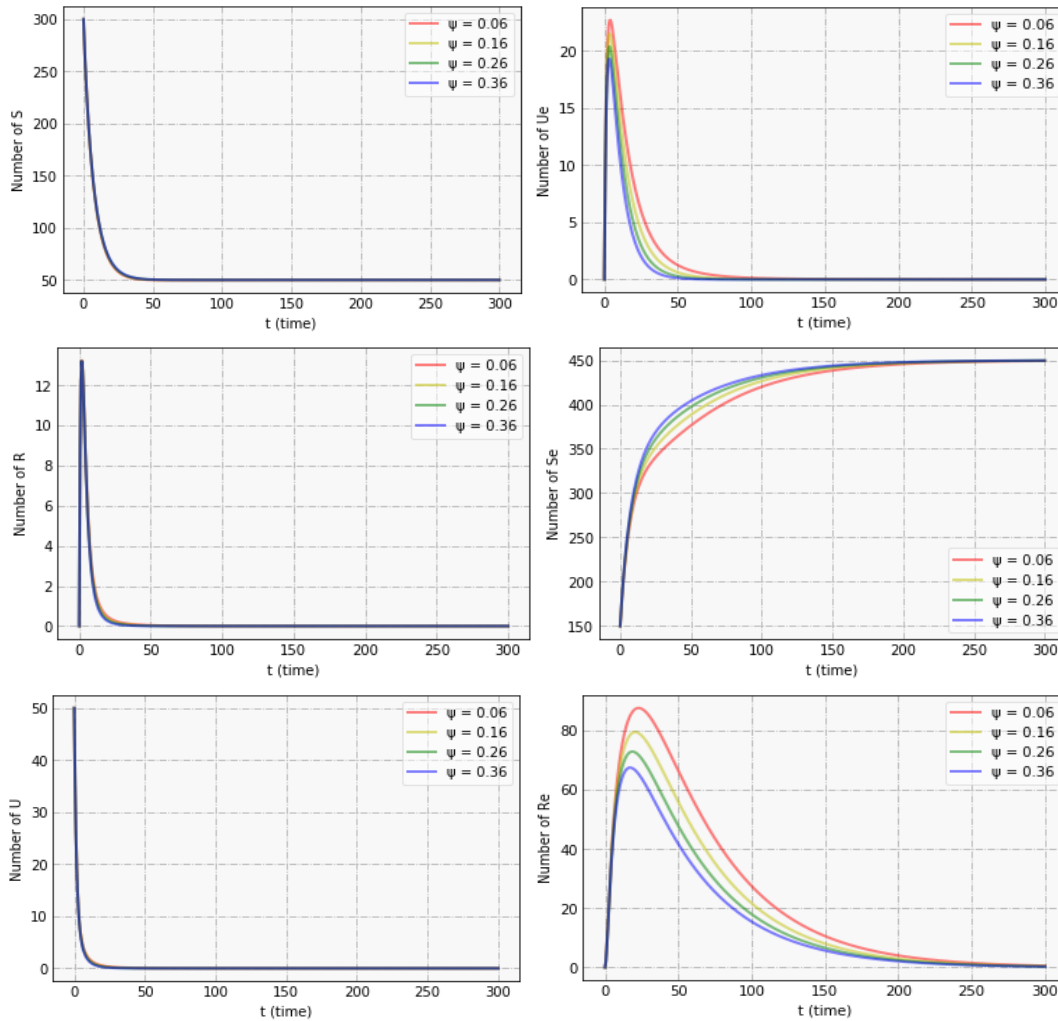 Number of S
300
250
200
150
100
50
0 50 100 150 200 250 300
t (time)
ψ = 0.06
ψ = 0.16
ψ = 0.26
ψ = 0.36
Number of Ue
20
15
10
5
0
0 50 100 150 200 250 300
t (time)
ψ = 0.06
ψ = 0.16
ψ = 0.26
ψ = 0.36
Number of R
12
10
8
6
4
2
0
0 50 100 150 200 250 300
t (time)
ψ = 0.06
ψ = 0.16
ψ = 0.26
ψ = 0.36
Number of Se
450
400
350
300
250
200
150
0 50 100 150 200 250 300
t (time)
ψ = 0.06
ψ = 0.16
ψ = 0.26
ψ = 0.36
Number of U
50
40
30
20
10
0
0 50 100 150 200 250 300
t (time)
ψ = 0.06
ψ = 0.16
ψ = 0.26
ψ = 0.36
Number of Re
80
60
40
20
0
0 50 100 150 200 250 300
t (time)
ψ = 0.06
ψ = 0.16
ψ = 0.26
ψ = 0.36